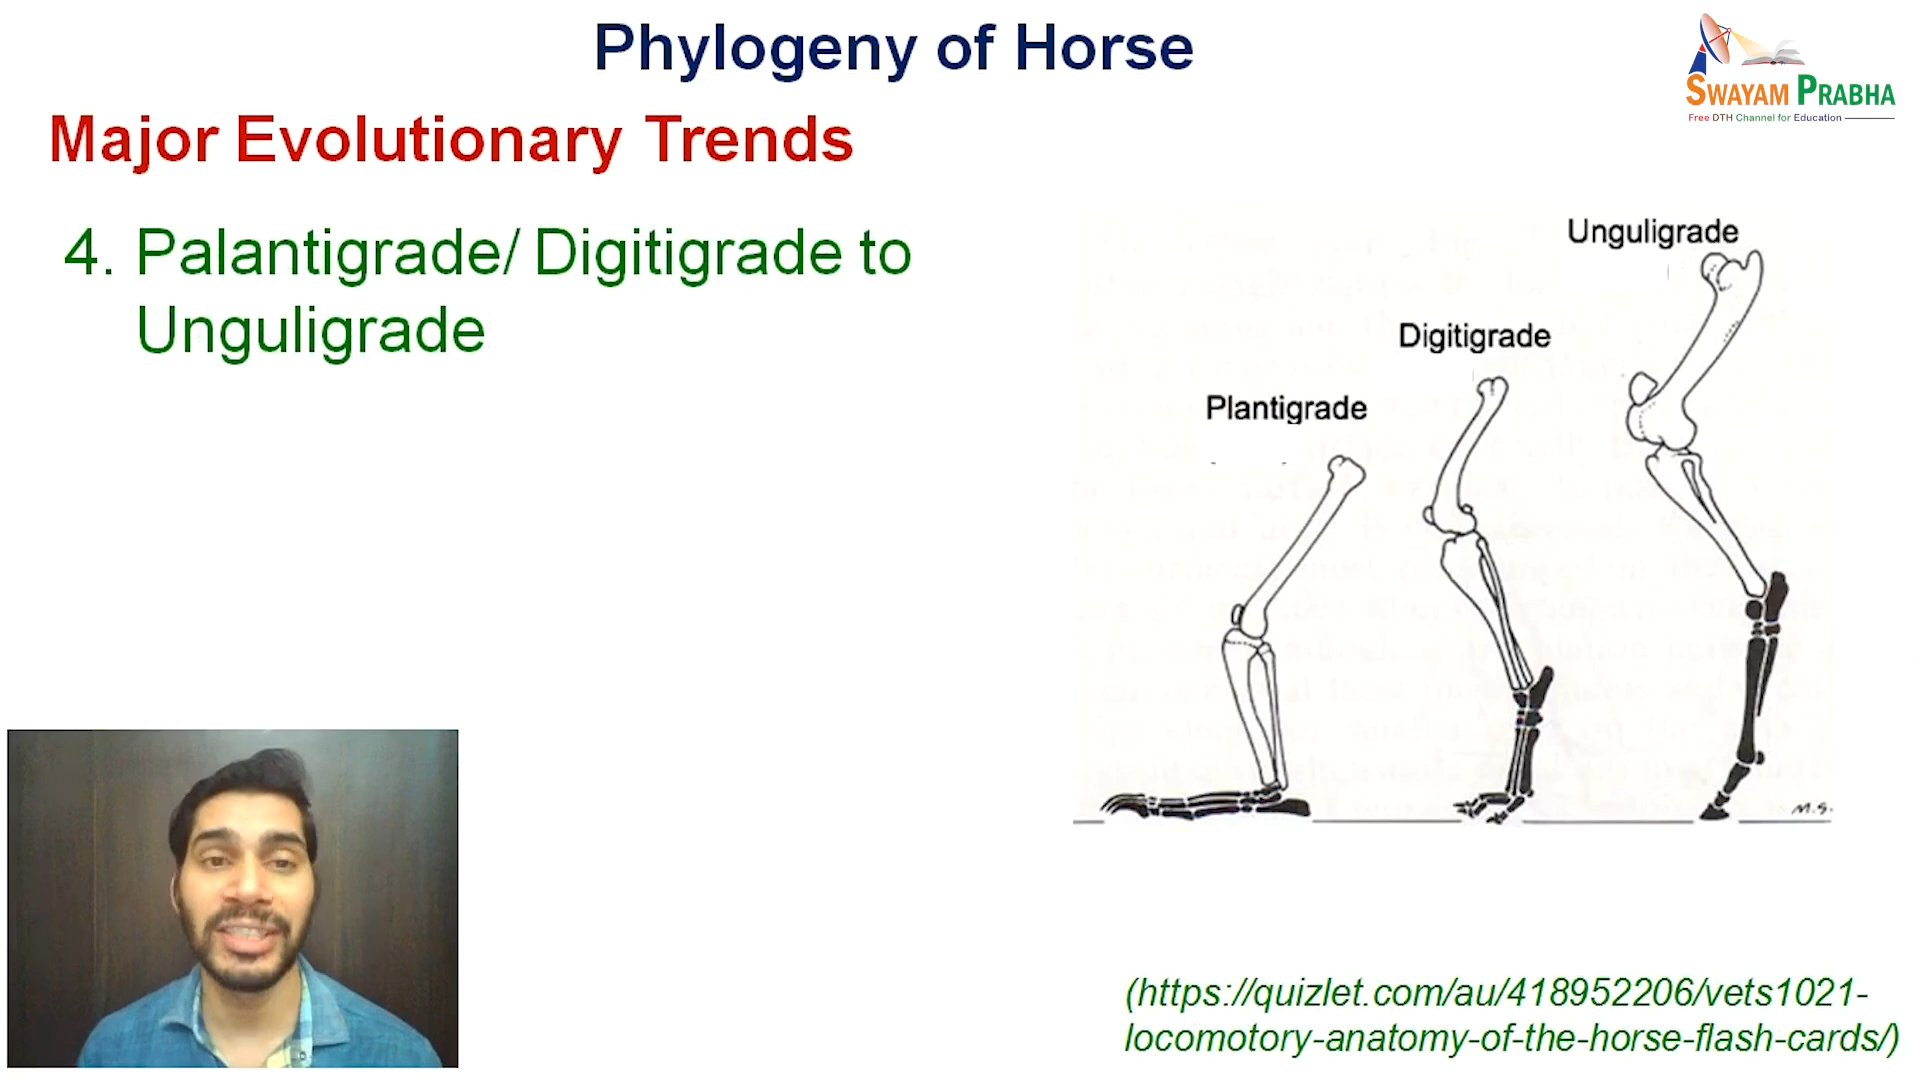 Phylogeny of Horse
SWAYAM PRABHA
Free DTH Channel for Education
Major Evolutionary Trends
4. Palantigrade/ Digitigrade to
Unguligrade
Unguligrade
Digitigrade
Plantigrade
M.S.
(https://quizlet.com/au/418952206/vets1021-
locomotory-anatomy-of-the-horse-flash-cards/)